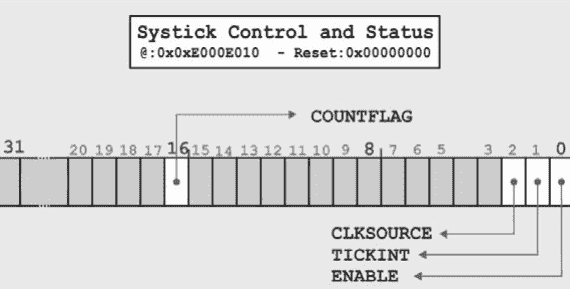 Systick Control and Status
@:0x0xE000E010 - Reset:0x00000000
COUNTFLAG
31 20 19 18 17 16 15 14 13 12 11 10 9 8 7 6 5 3 2 1 0
CLKSOURCE
TICKINT
ENABLE